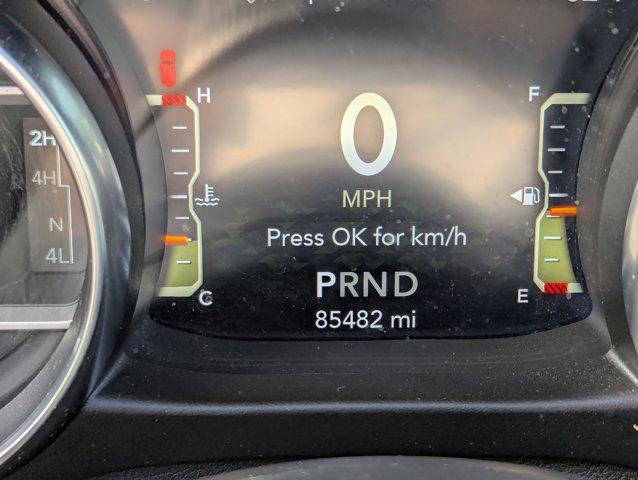 2H
4H
N
4L
H
C
0
MPH
Press OK for km/h
PRND
85482 mi
F
E